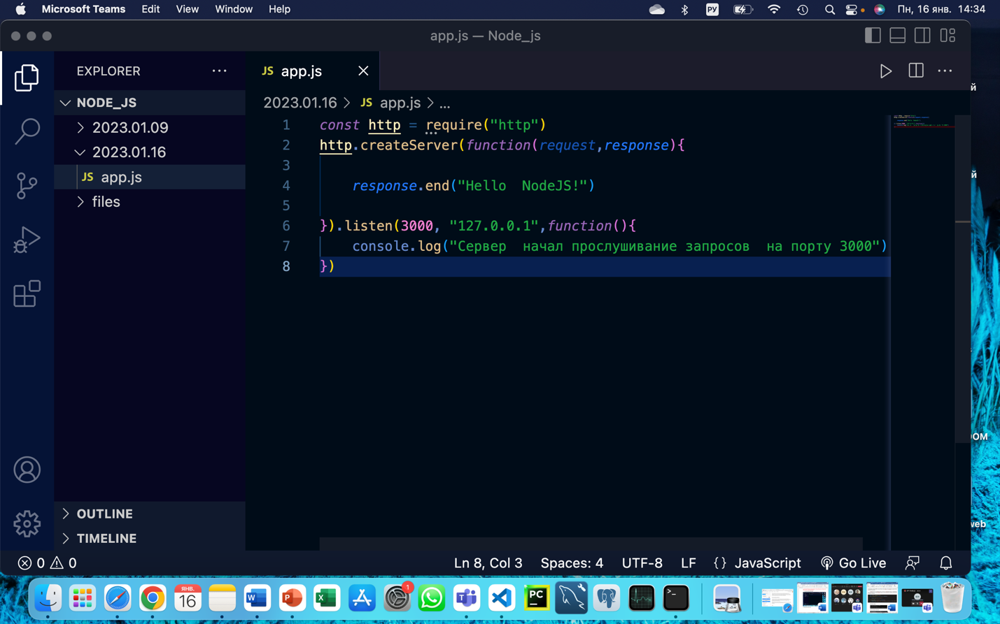 Microsoft Teams Edit View Window Help РУ Пн, 16 янв. 14:34
app.js — Node_js
EXPLORER ···
JS app.js
NODE_JS
2023.01.16 > JS app.js > ...
2023.01.09
2023.01.16
JS app.js
files
1 const http = require("http")
2 http.createServer(function(request,response){
3
4 response.end("Hello  NodeJS!")
5
6 }).listen(3000, "127.0.0.1",function(){
7 console.log("Сервер  начал прослушивание запросов  на порту 3000")
8 })
й
й
OM
web
OUTLINE
TIMELINE
0 0 Ln 8, Col 3 Spaces: 4 UTF-8 LF {} JavaScript Go Live
ЯНВ.
16
W
P
X
1
PC
>_